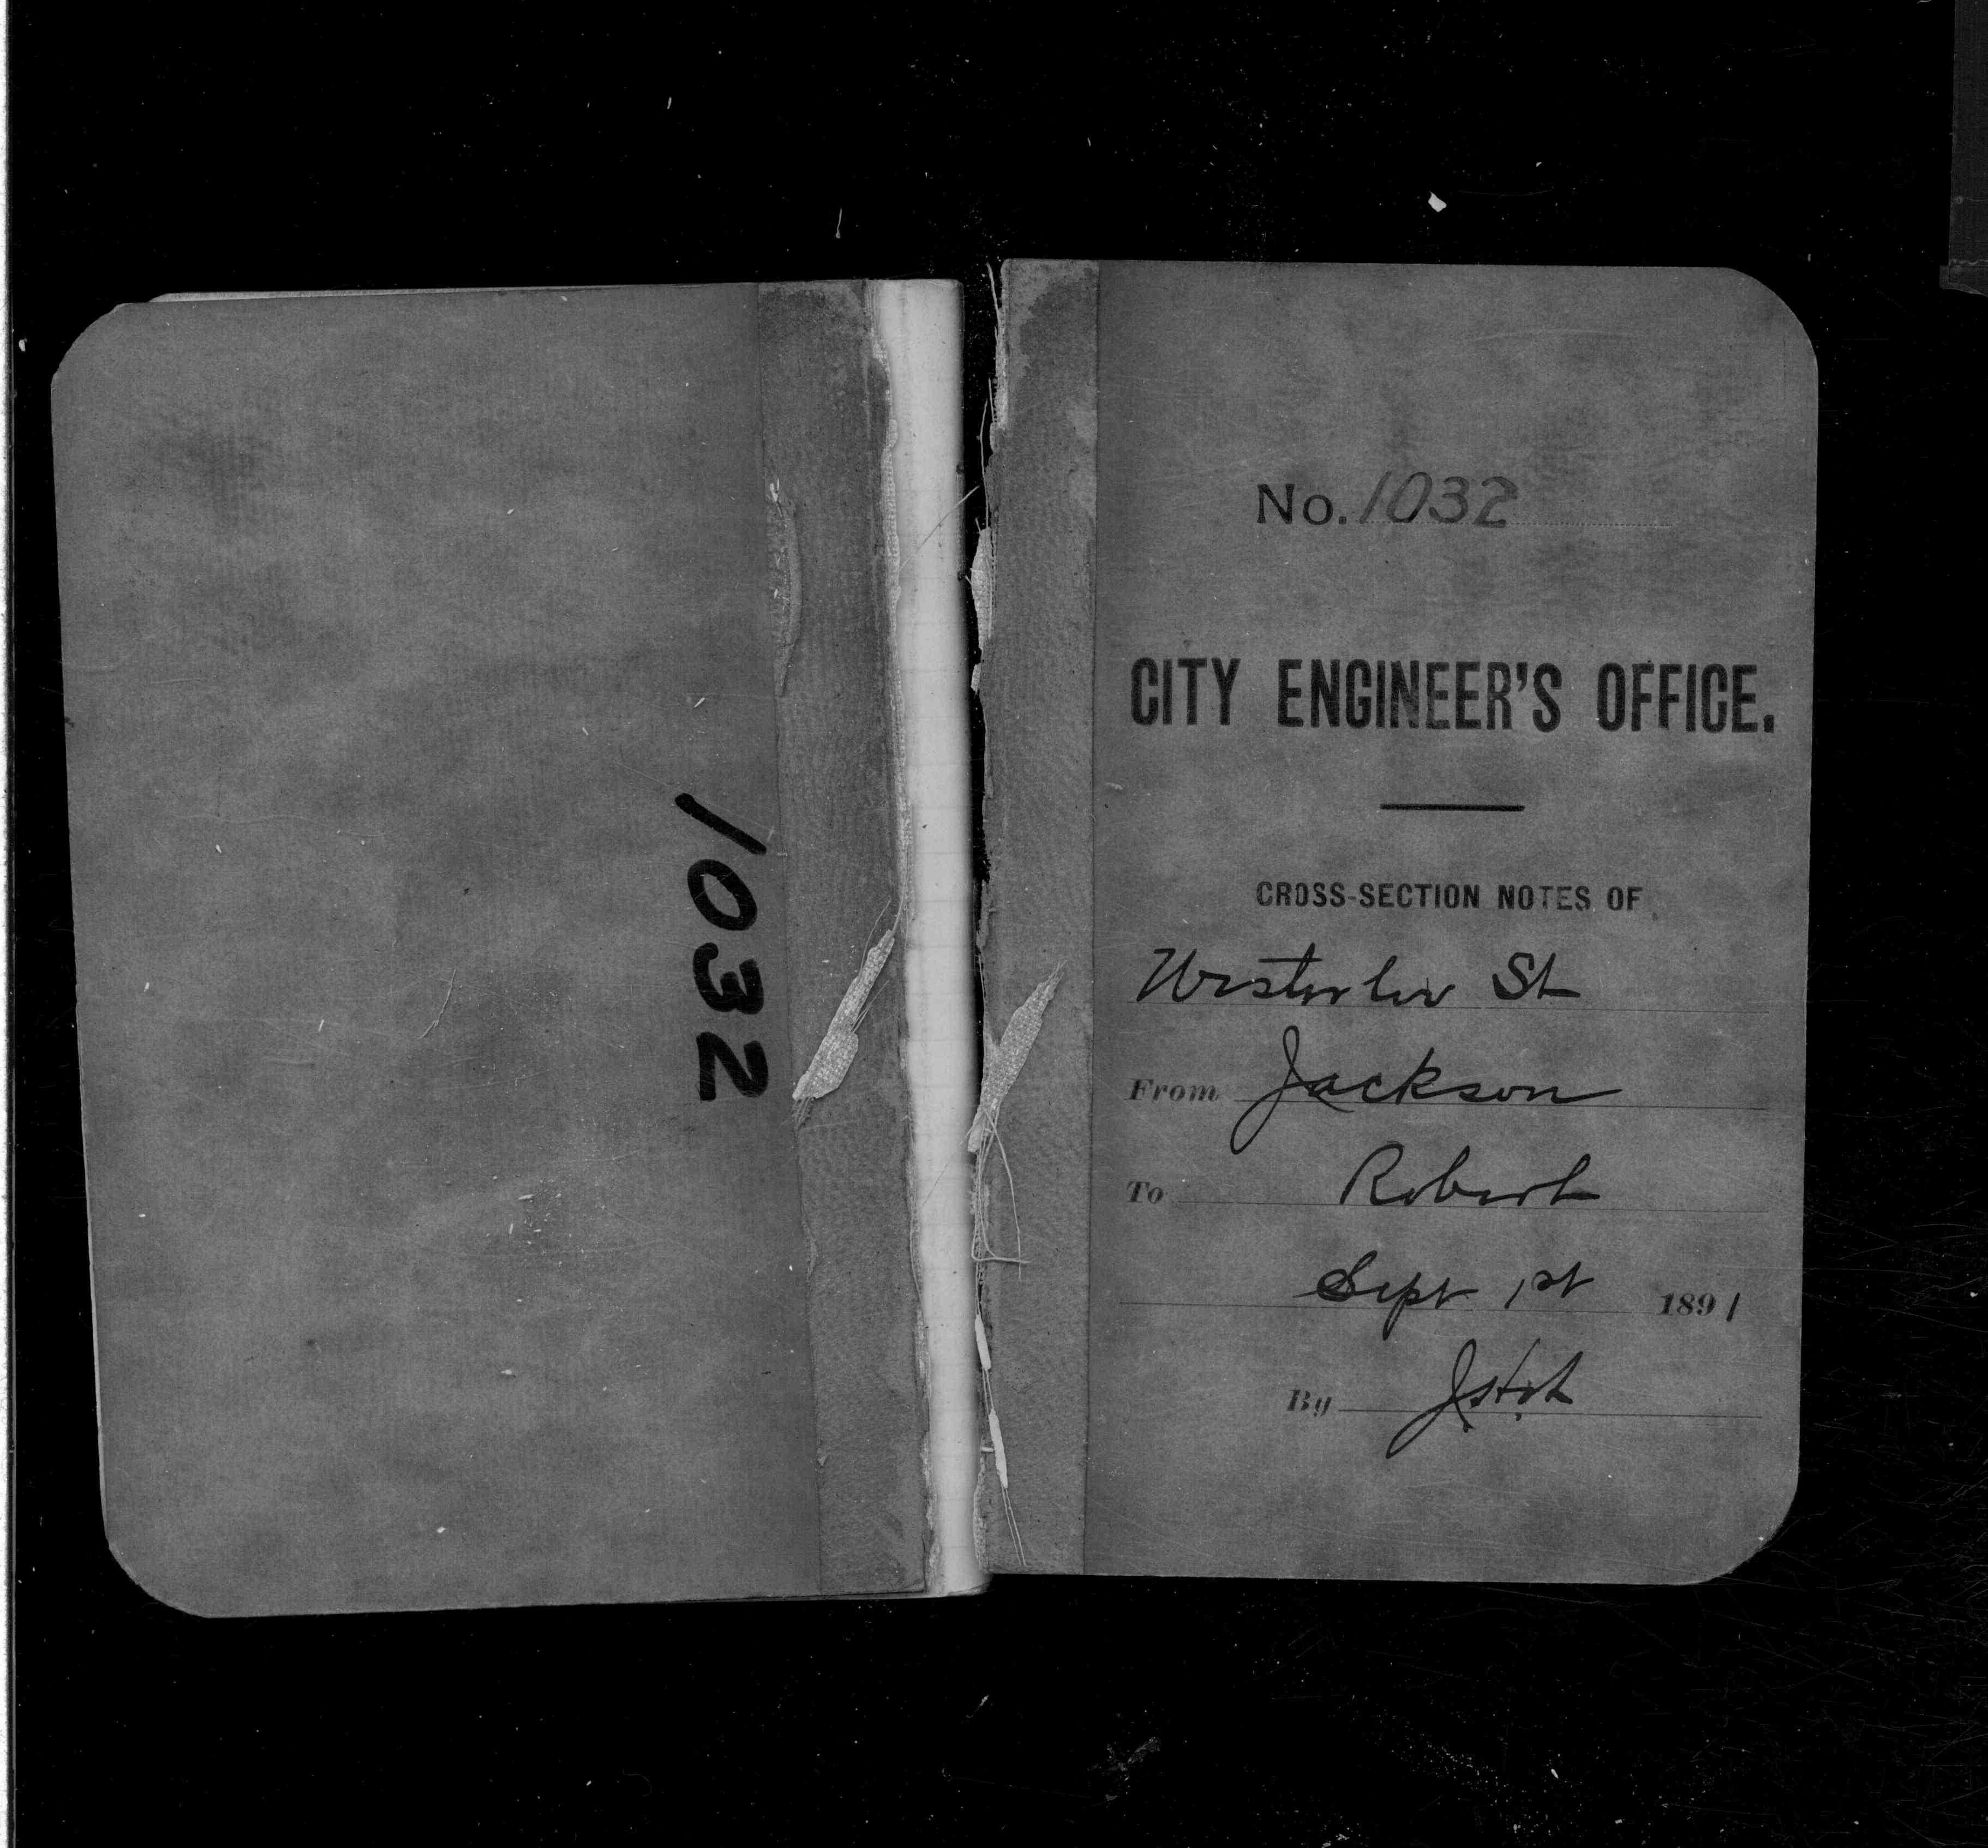 1032
No. 1032
CITY ENGINEER'S OFFICE.
CROSS-SECTION NOTES OF
St
From Jackson
To Robert
Sept 1st 1891
By